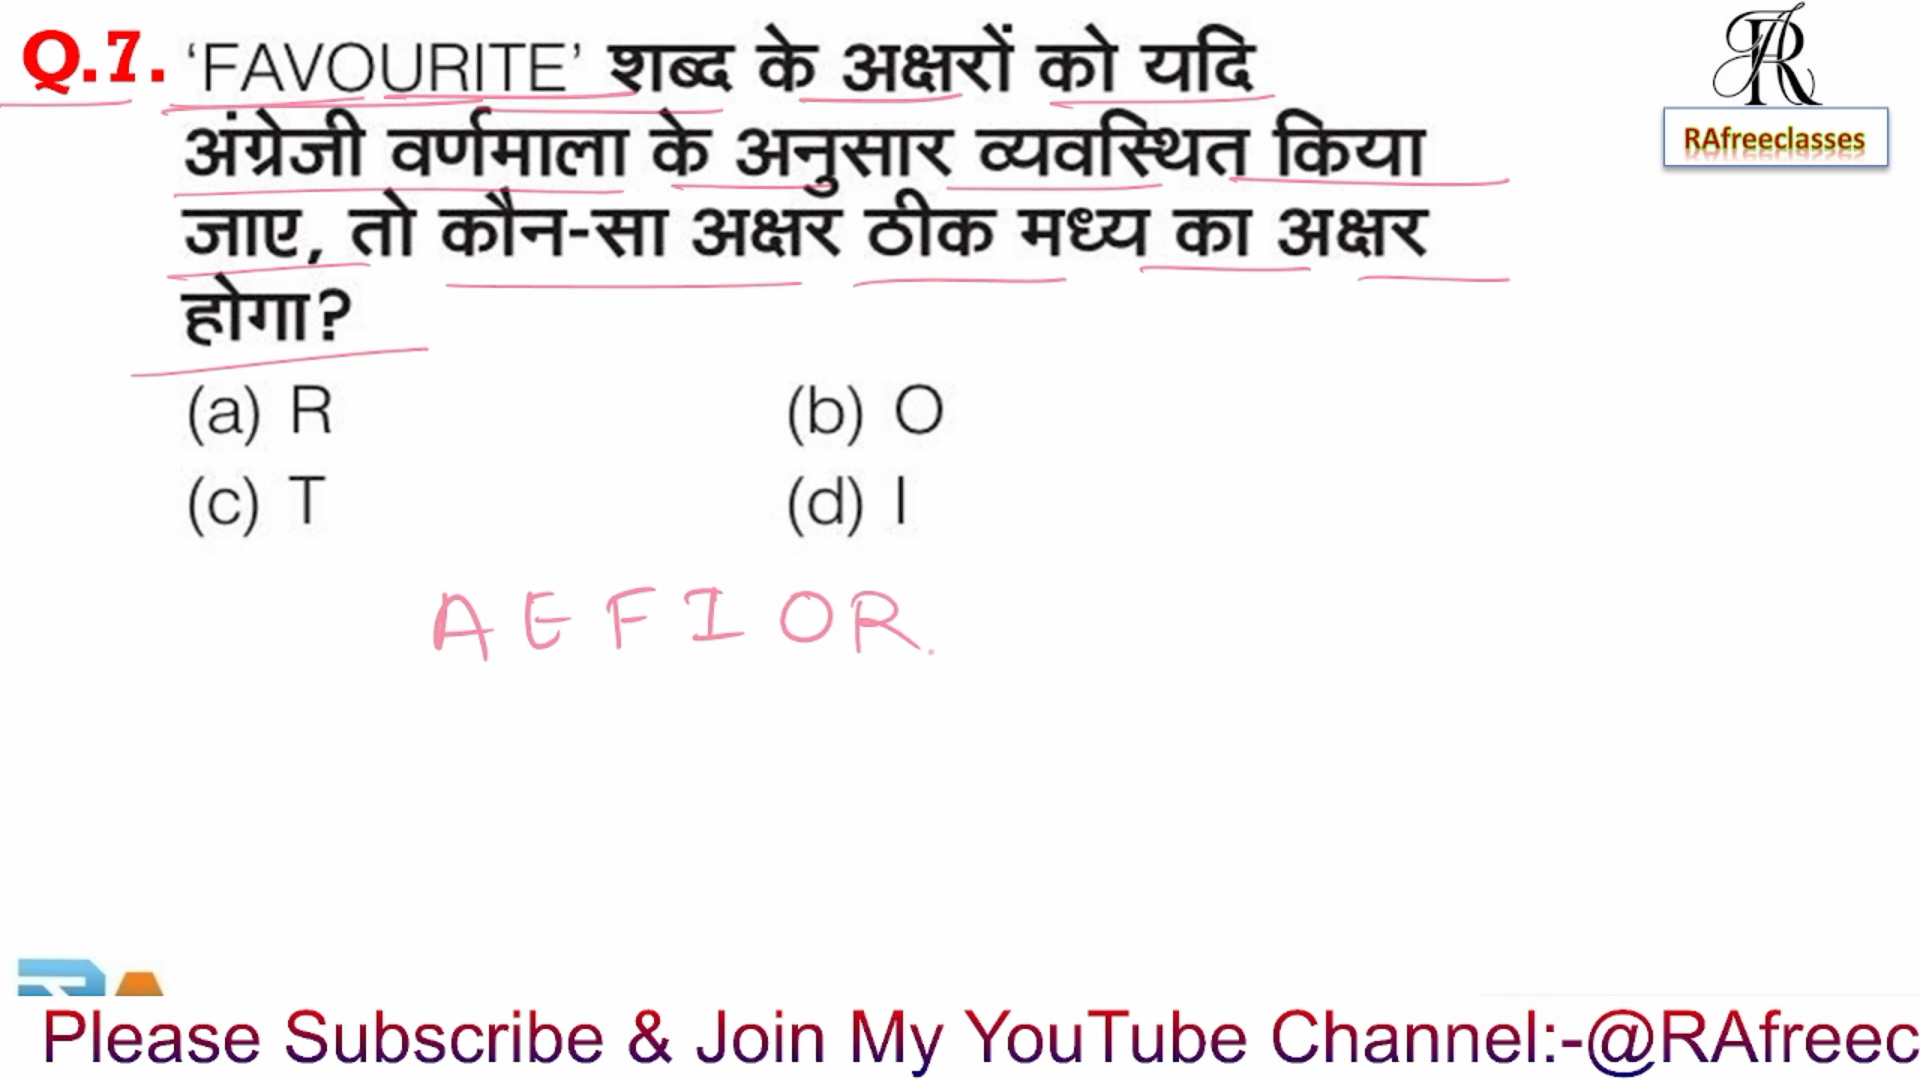 Q.7. 'FAVOURITE' शब्द के अक्षरों को यदि
अंग्रेजी वर्णमाला के अनुसार व्यवस्थित किया
जाए, तो कौन-सा अक्षर ठीक मध्य का अक्षर
होगा?
(a) R (b) O
(c) T (d) I
A E F I O R
RAfreeclasses
Please Subscribe & Join My YouTube Channel:-@RAfreec